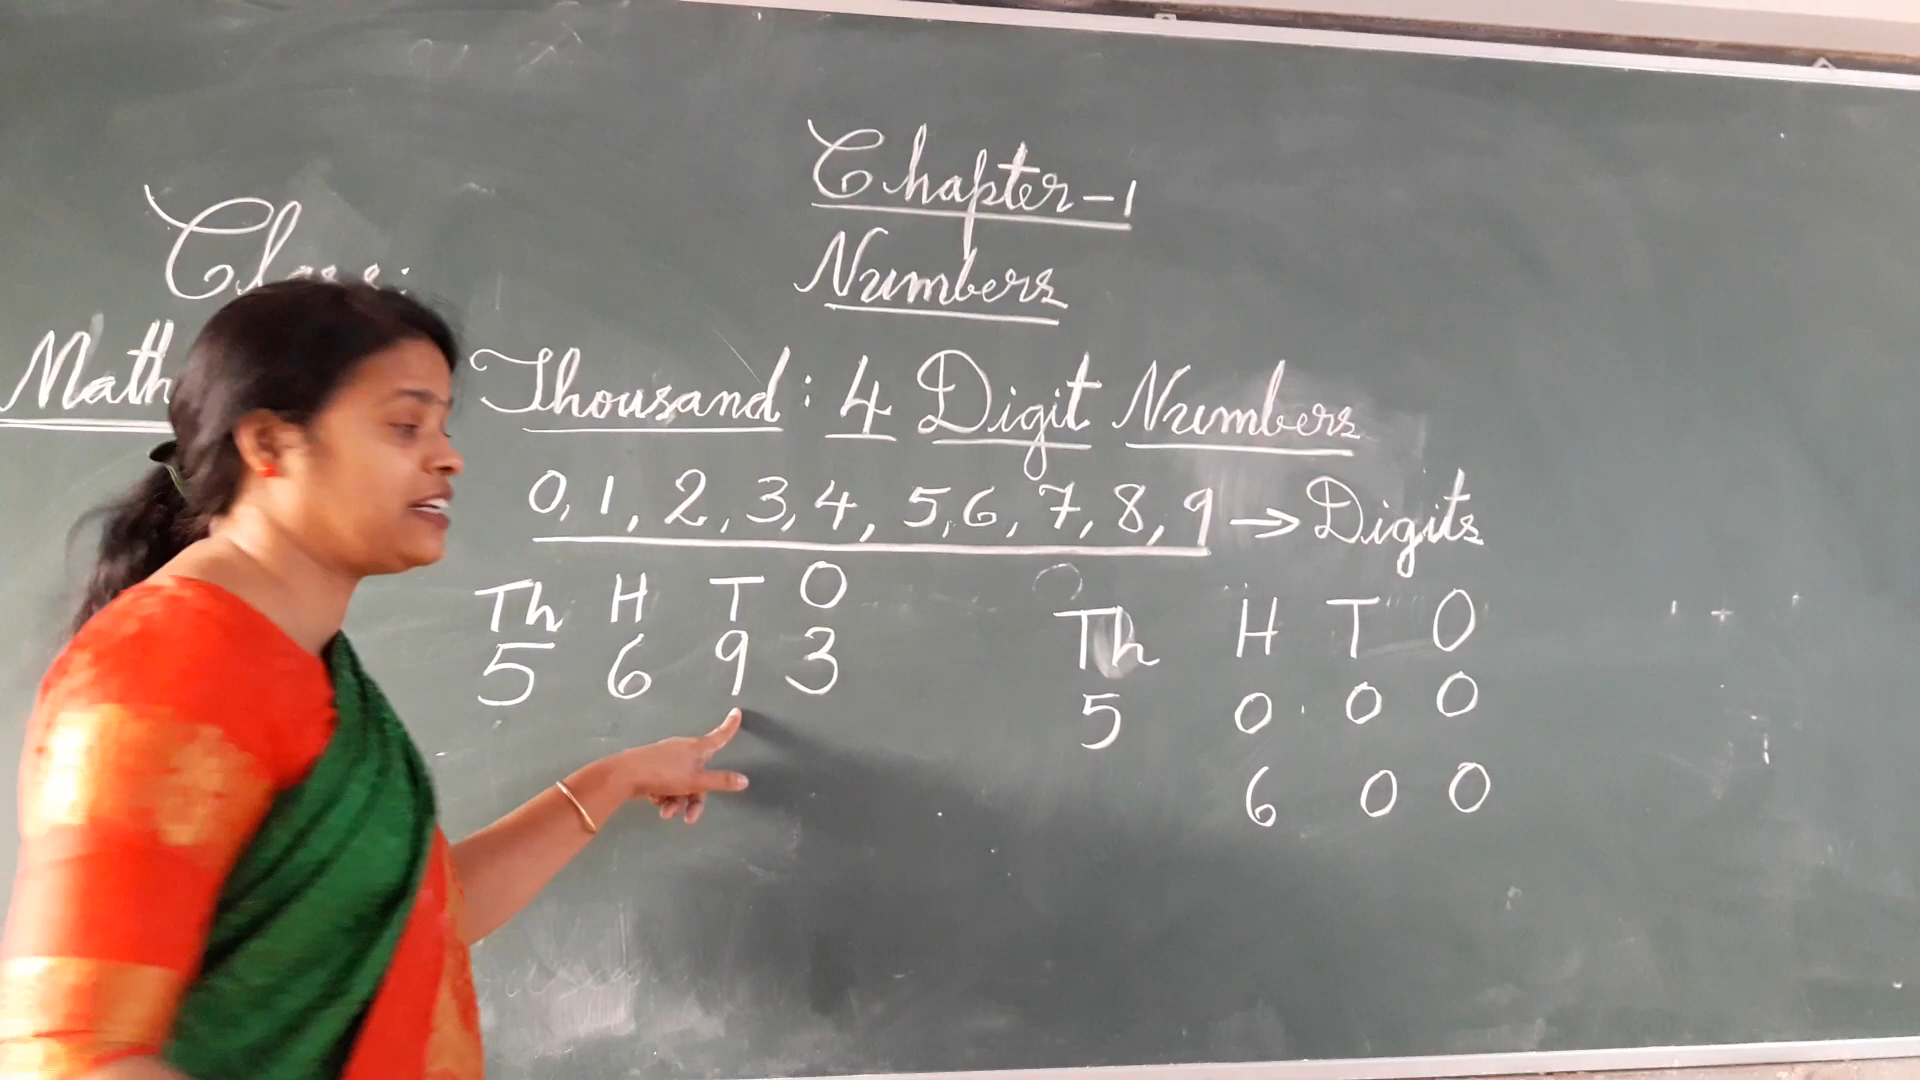 Chapter-1
Numbers
Class:
Math
Thousand: 4 Digit Numbers
0, 1, 2, 3, 4, 5, 6, 7, 8, 9 → Digits
Th H T O
5 6 9 3
Th H T O
5 0 0 0
6 0 0